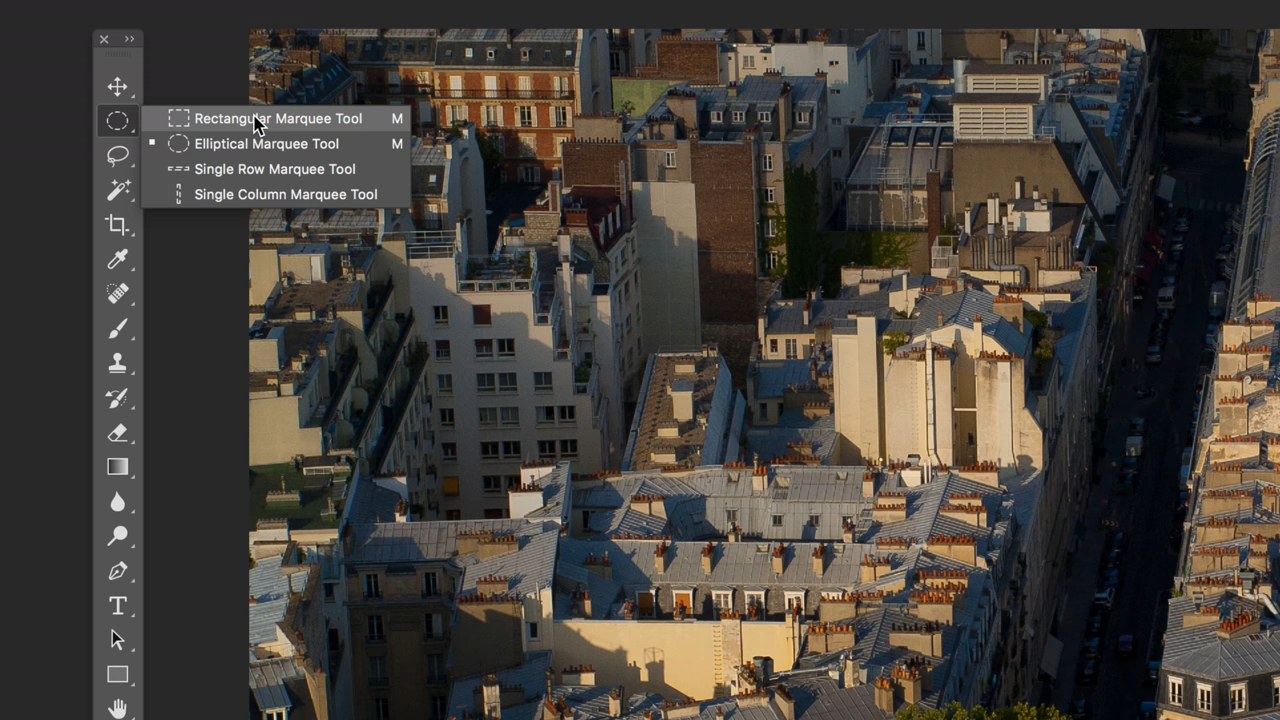 Rectangular Marquee Tool M
Elliptical Marquee Tool M
Single Row Marquee Tool
Single Column Marquee Tool